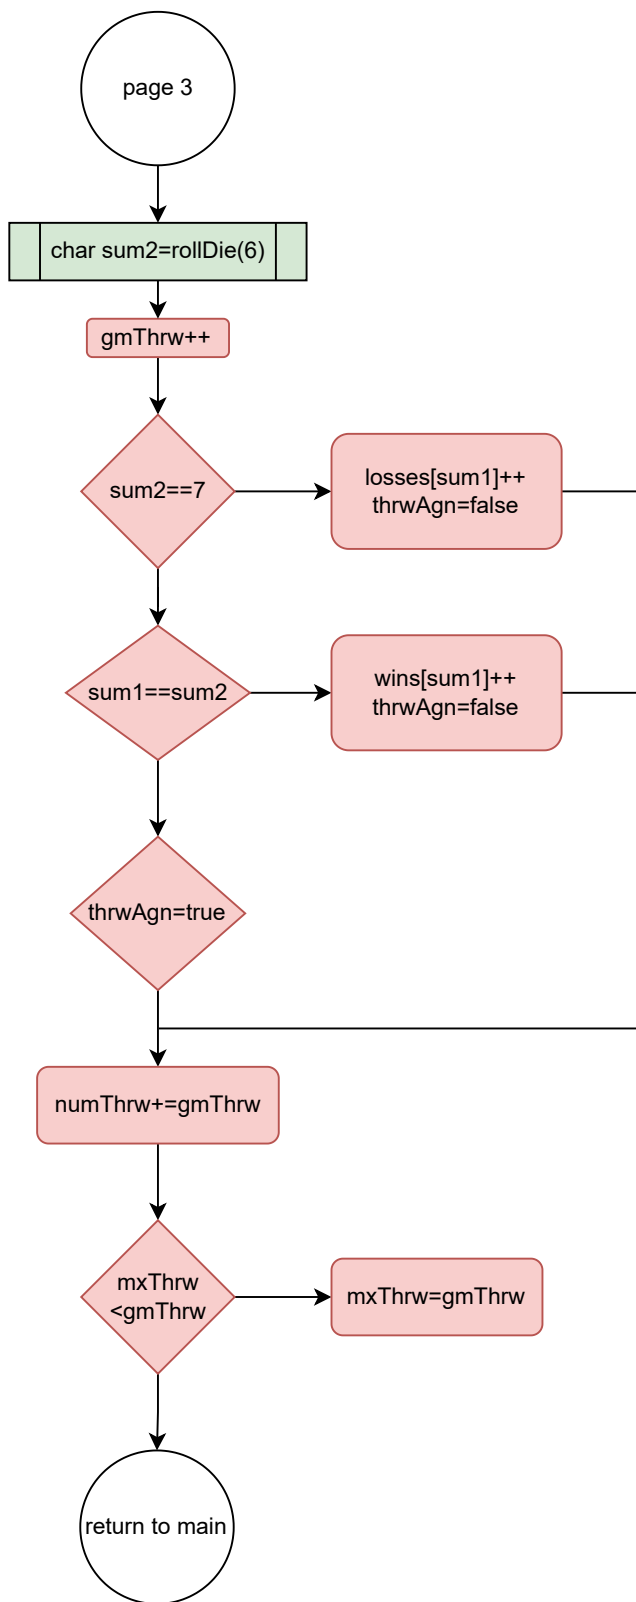 page 3
char sum2=rollDie(6)
gmThrw++
sum2==7
losses[sum1]++
thrwAgn=false
sum1==sum2
wins[sum1]++
thrwAgn=false
thrwAgn=true
numThrw+=gmThrw
mxThrw
<gmThrw
mxThrw=gmThrw
return to main